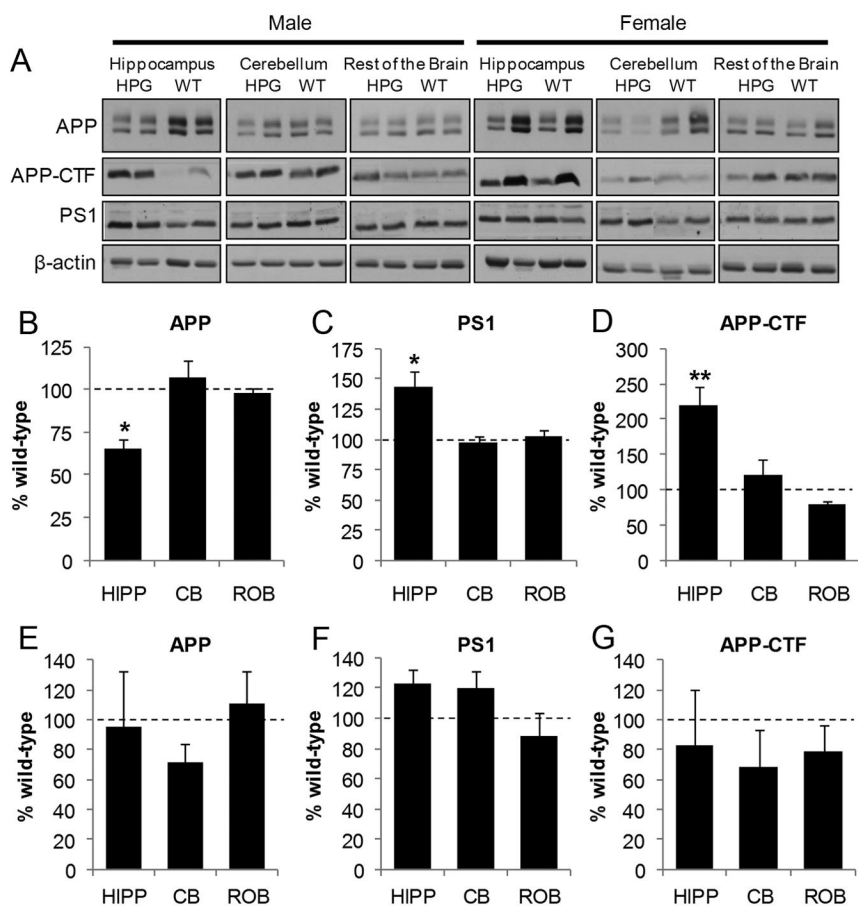 Male Female
A
Hippocampus Cerebellum Rest of the Brain Hippocampus Cerebellum Rest of the Brain
HPG WT HPG WT HPG WT HPG WT HPG WT HPG WT
APP
APP-CTF
PS1
β-actin
B APP
% wild-type
125
100
75
50
25
0
*
HIPP CB ROB
C PS1
% wild-type
175
150
125
100
75
50
25
0
*
HIPP CB ROB
D APP-CTF
% wild-type
300
250
200
150
100
50
0
**
HIPP CB ROB
E APP
% wild-type
140
120
100
80
60
40
20
0
HIPP CB ROB
F PS1
% wild-type
140
120
100
80
60
40
20
0
HIPP CB ROB
G APP-CTF
% wild-type
140
120
100
80
60
40
20
0
HIPP CB ROB